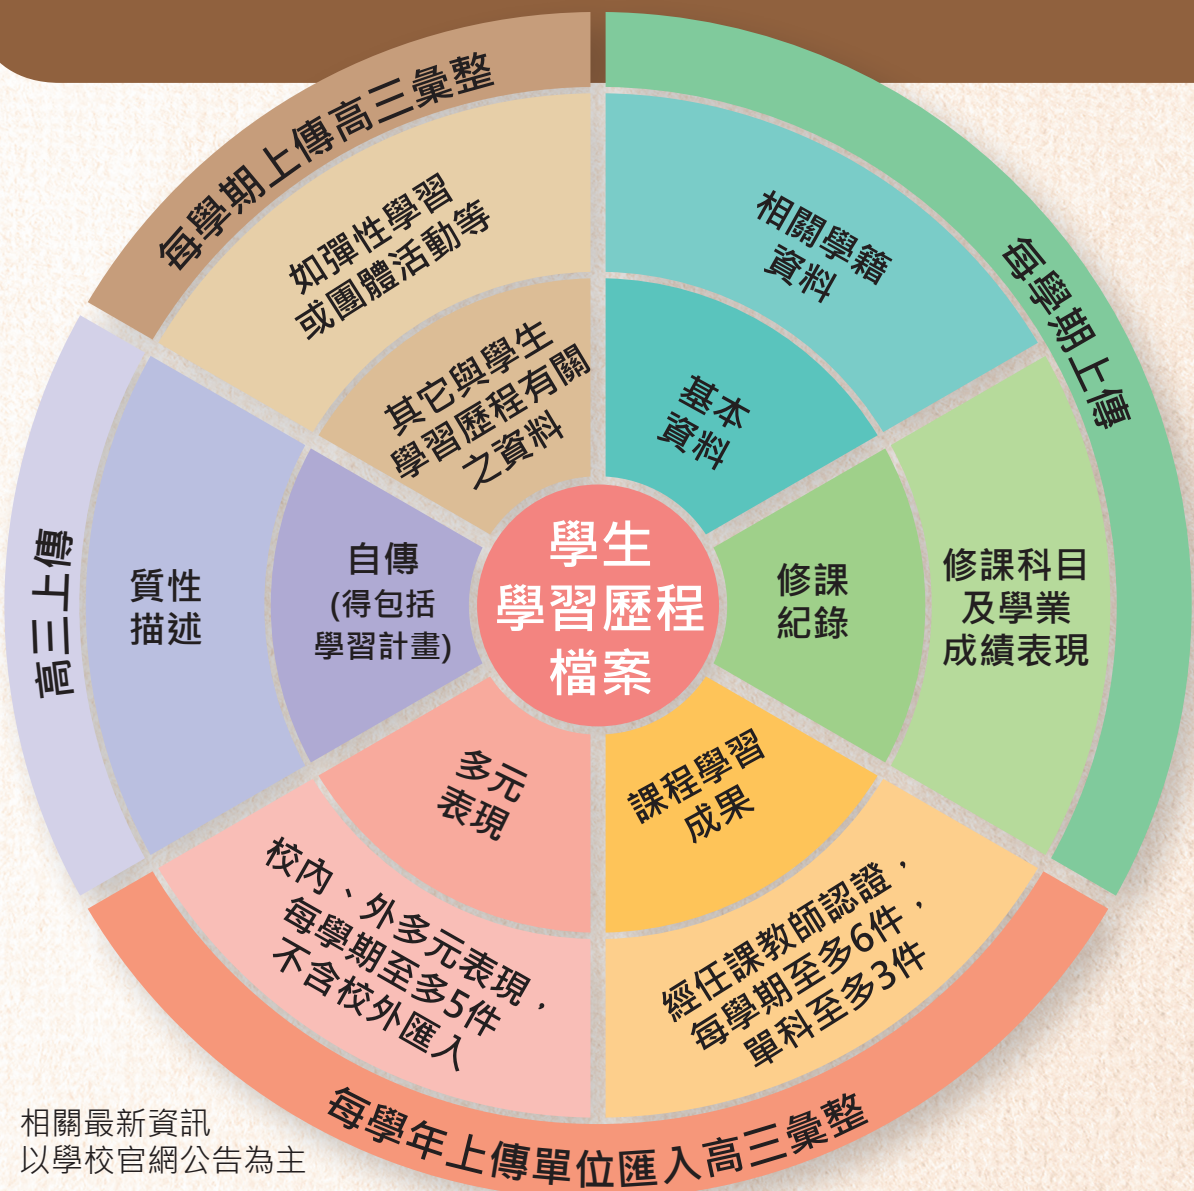 學生
學習歷程
檔案
基本
資料
相關學籍
資料
修課
紀錄
修課科目
及學業
成績表現
每學期上傳
課程學習
成果
經任課教師認證，
每學期至多6件，
單科至多3件
多元
表現
校內、外多元表現，
每學期至多5件
不含校外匯入
每學年上傳單位匯入高三彙整
自傳
(得包括
學習計畫)
質性
描述
高三上傳
其它與學生
學習歷程有關
之資料
如彈性學習
或團體活動等
每學期上傳高三彙整
相關最新資訊
以學校官網公告為主